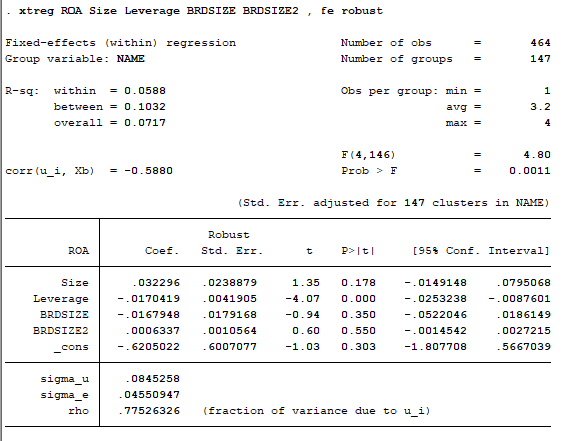 . xtreg ROA Size Leverage BRDSIZE BRDSIZE2 , fe robust
Fixed-effects (within) regression Number of obs = 464
Group variable: NAME Number of groups = 147
R-sq: within = 0.0588 Obs per group: min = 1
between = 0.1032 avg = 3.2
overall = 0.0717 max = 4
F(4,146) = 4.80
corr(u_i, Xb) = -0.5880 Prob > F = 0.0011
(Std. Err. adjusted for 147 clusters in NAME)
Robust
ROA Coef. Std. Err. t P>|t| [95% Conf. Interval]
Size .032296 .0238879 1.35 0.178 -.0149148 .0795068
Leverage -.0170419 .0041905 -4.07 0.000 -.0253238 -.0087601
BRDSIZE -.0167948 .0179168 -0.94 0.350 -.0522046 .0186149
BRDSIZE2 .0006337 .0010564 0.60 0.550 -.0014542 .0027215
_cons -.6205022 .6007077 -1.03 0.303 -1.807708 .5667039
sigma_u .0845258
sigma_e .04550947
rho .77526326 (fraction of variance due to u_i)